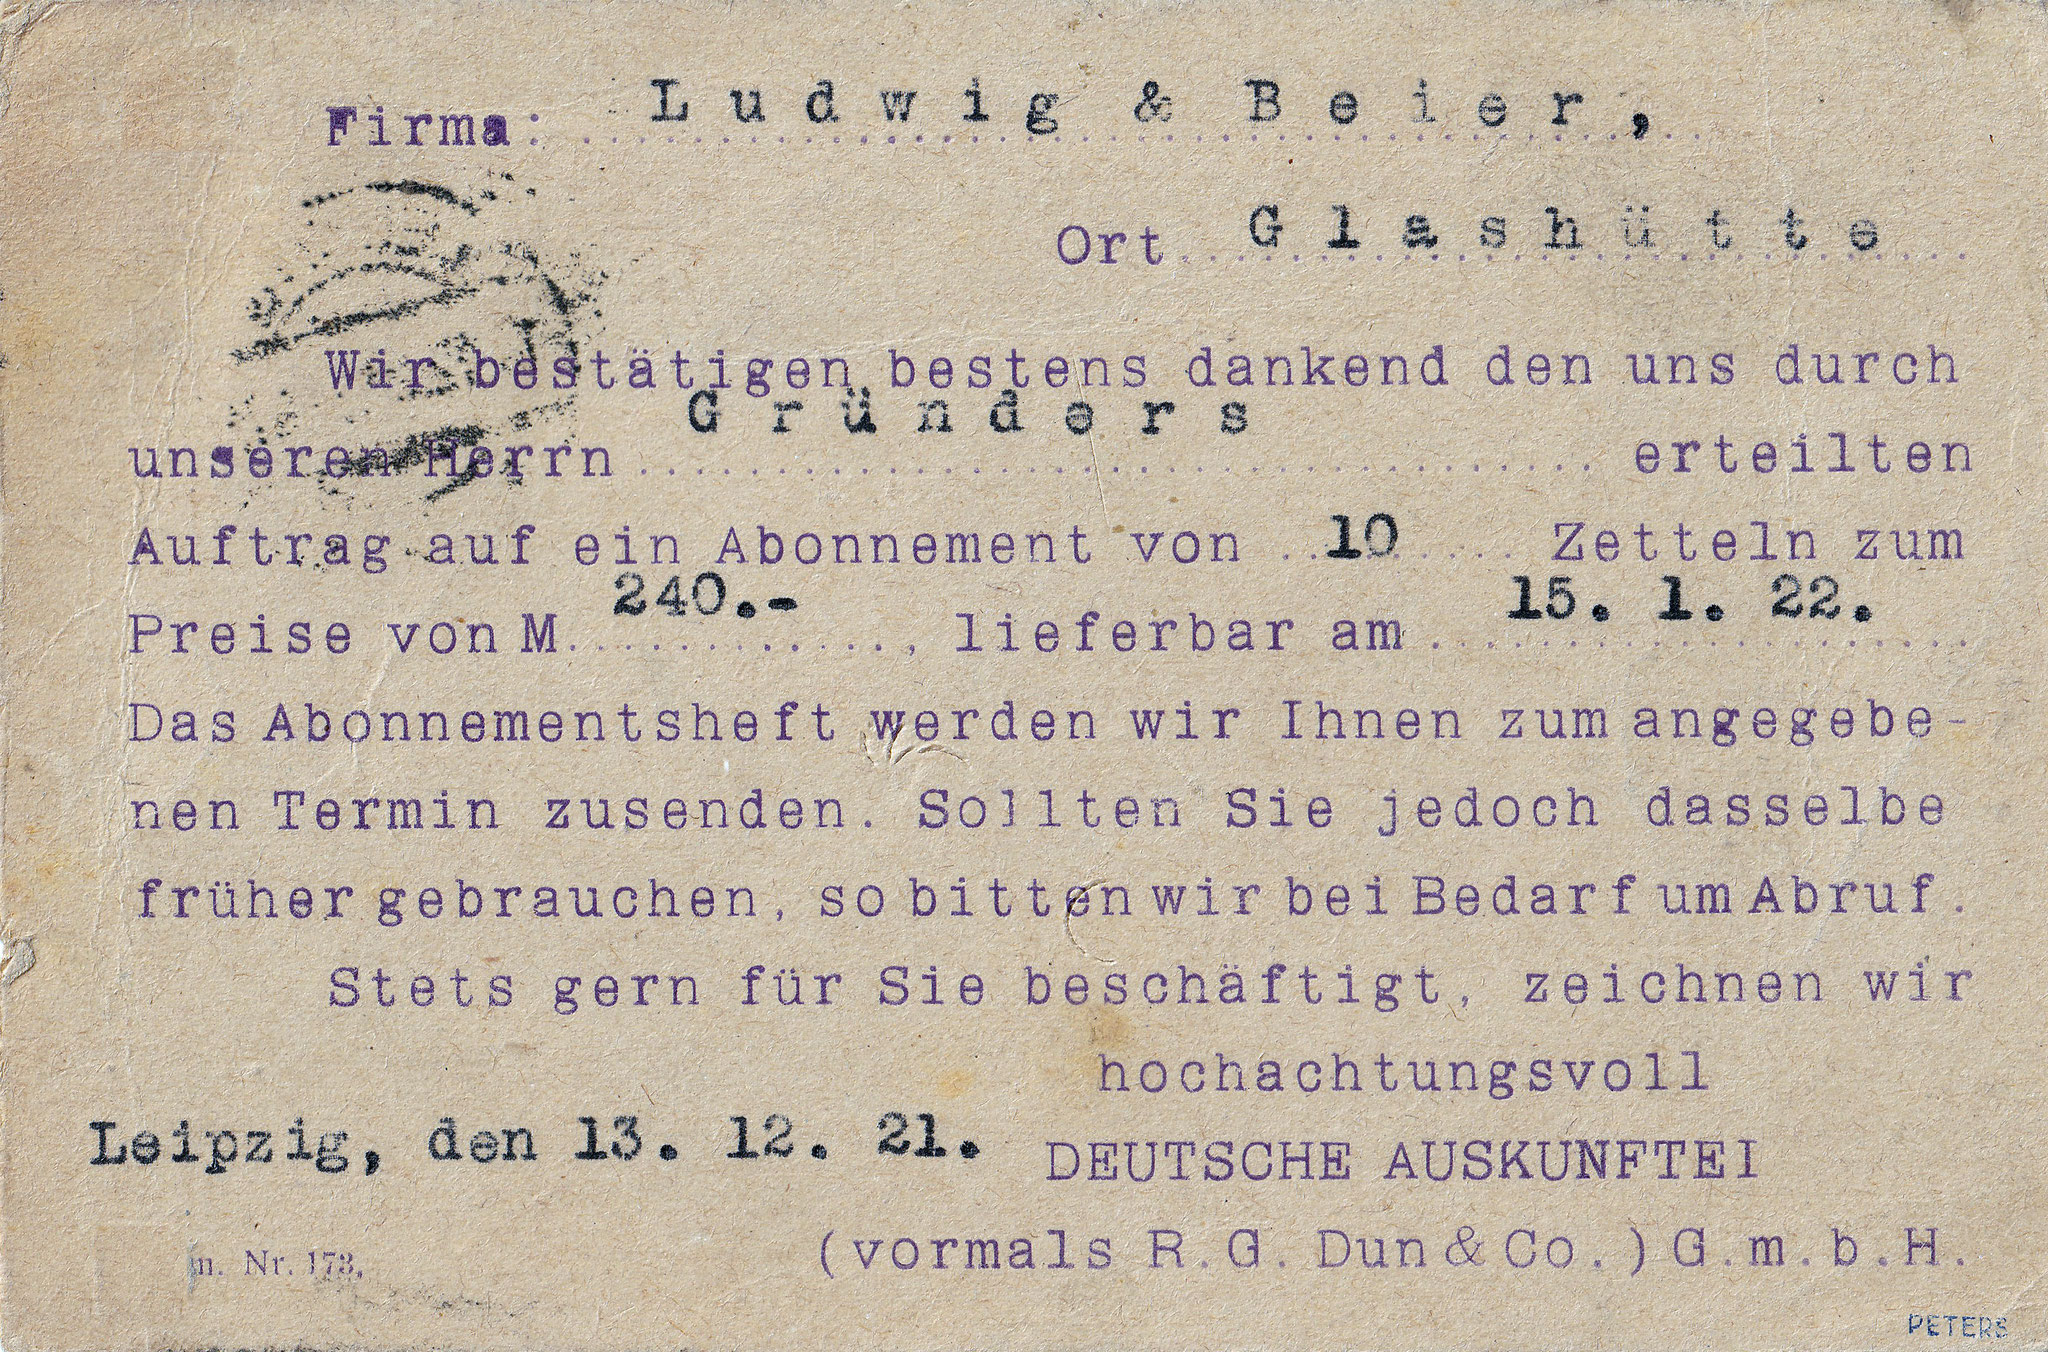 Firma: Ludwig & Beier,
Ort Glashütte
Wir bestätigen bestens dankend den uns durch
unseren Herrn Gründers erteilten
Auftrag auf ein Abonnement von 10 Zetteln zum
Preise von M. 240.-, lieferbar am 15. 1. 22.
Das Abonnementsheft werden wir Ihnen zum angegebe-
nen Termin zusenden. Sollten Sie jedoch dasselbe
früher gebrauchen, so bitten wir bei Bedarf um Abruf.
Stets gern für Sie beschäftigt, zeichnen wir
hochachtungsvoll
Leipzig, den 13. 12. 21. DEUTSCHE AUSKUNFTEI
(vormals R. G. Dun & Co.) G.m.b.H.
Nr. 173,
PETERS